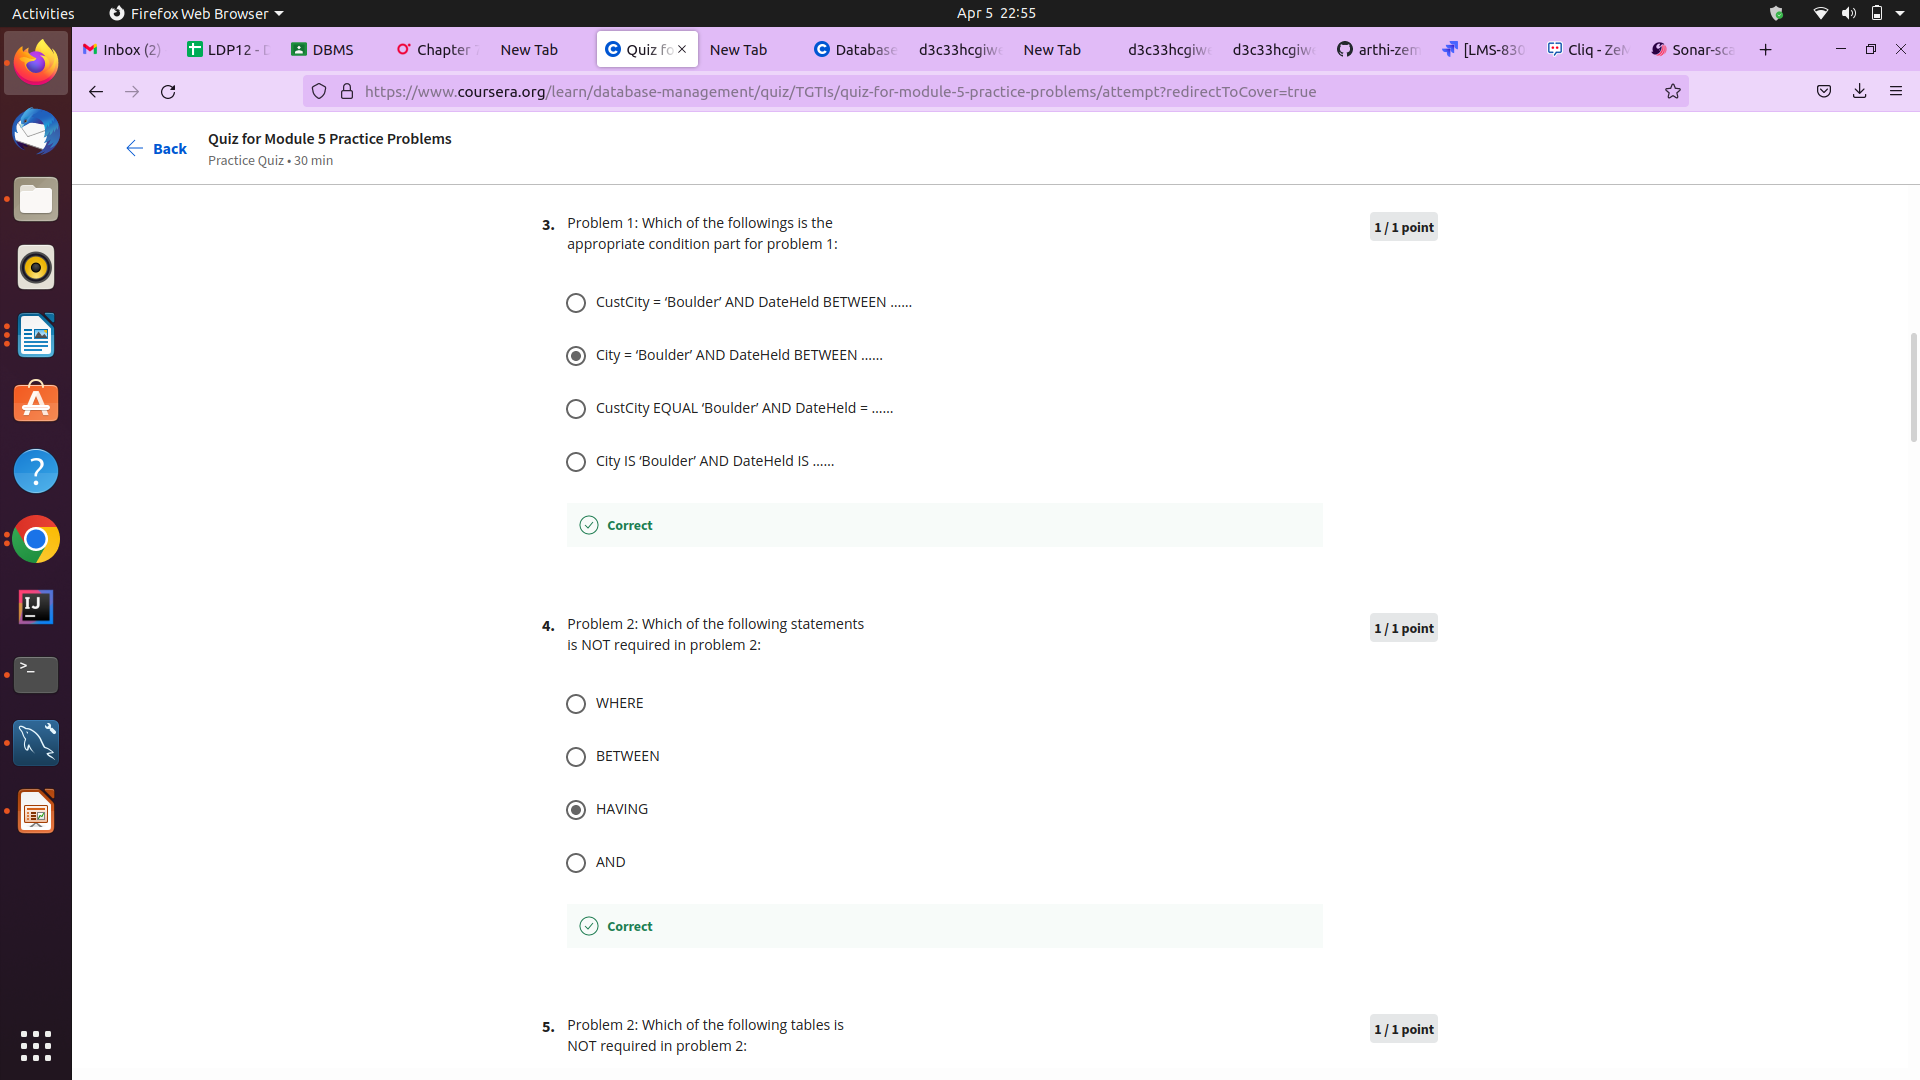 Activities
Firefox Web Browser
Apr 5 22:55
Inbox (2)
LDP12 - D
DBMS
Chapter 7
New Tab
Quiz fo
New Tab
Database
d3c33hcgiwe
New Tab
d3c33hcgiwe
d3c33hcgiwe
arthi-zem
[LMS-830
Cliq - ZeM
Sonar-sca
https://www.coursera.org/learn/database-management/quiz/TGTIs/quiz-for-module-5-practice-problems/attempt?redirectToCover=true
Back
Quiz for Module 5 Practice Problems
Practice Quiz • 30 min
3. Problem 1: Which of the followings is the
appropriate condition part for problem 1:
1 / 1 point
CustCity = ‘Boulder’ AND DateHeld BETWEEN ……
City = ‘Boulder’ AND DateHeld BETWEEN ……
CustCity EQUAL ‘Boulder’ AND DateHeld = ……
City IS ‘Boulder’ AND DateHeld IS ……
Correct
4. Problem 2: Which of the following statements
is NOT required in problem 2:
1 / 1 point
WHERE
BETWEEN
HAVING
AND
Correct
5. Problem 2: Which of the following tables is
NOT required in problem 2:
1 / 1 point